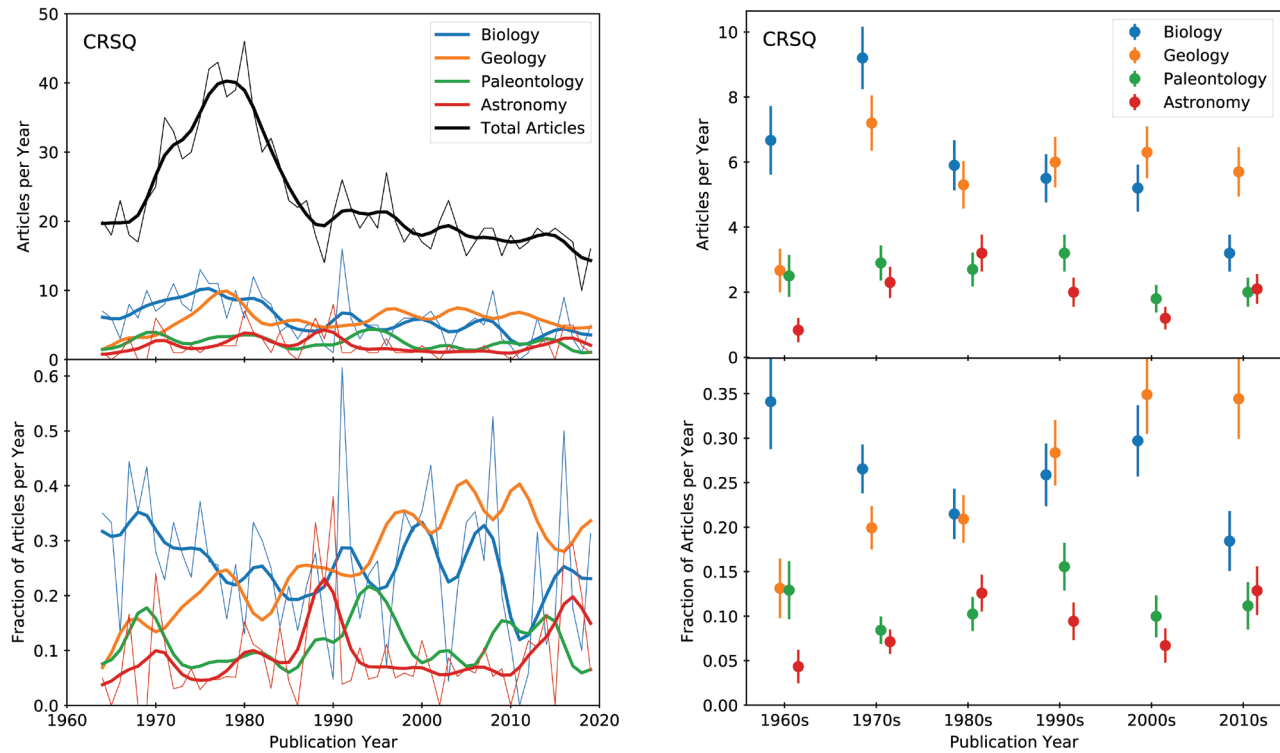 CRSQ
Biology
Geology
Paleontology
Astronomy
Total Articles
Articles per Year
50
40
30
20
10
0
Fraction of Articles per Year
0.6
0.5
0.4
0.3
0.2
0.1
0.0
1960 1970 1980 1990 2000 2010 2020
Publication Year
CRSQ
Biology
Geology
Paleontology
Astronomy
Articles per Year
10
8
6
4
2
0
Fraction of Articles per Year
0.35
0.30
0.25
0.20
0.15
0.10
0.05
0.00
1960s 1970s 1980s 1990s 2000s 2010s
Publication Year